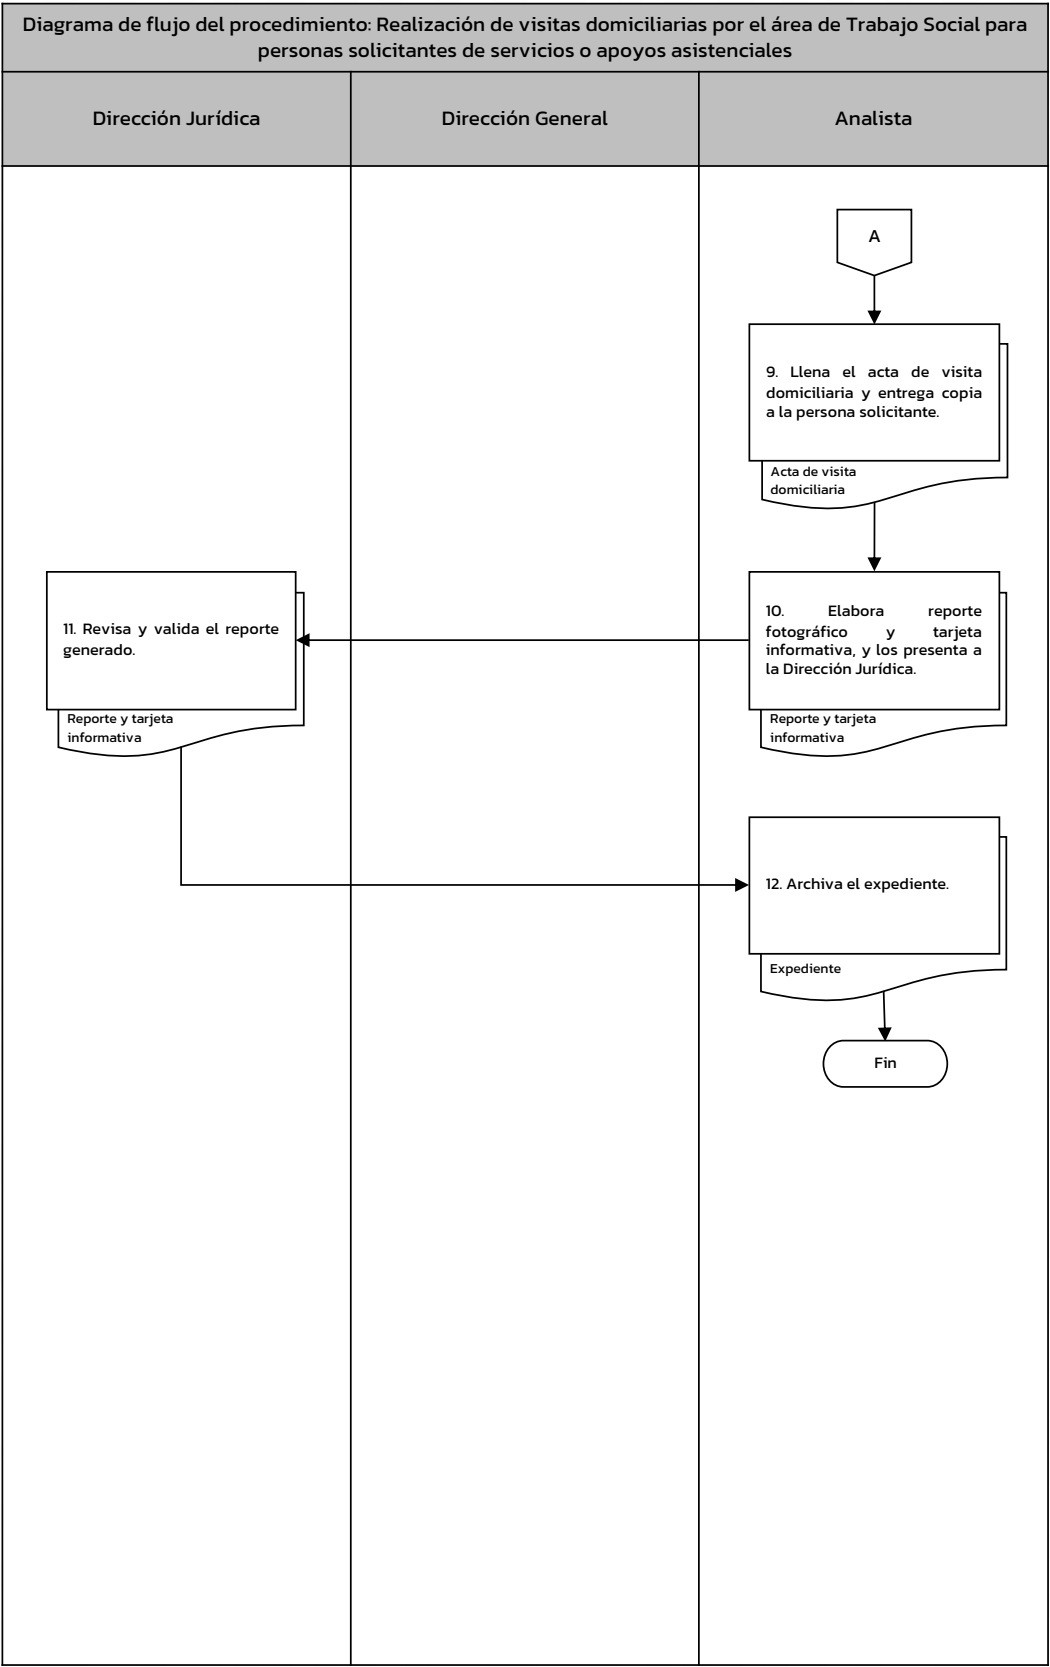 Diagrama de flujo del procedimiento: Realización de visitas domiciliarias por el área de Trabajo Social para
personas solicitantes de servicios o apoyos asistenciales
Dirección Jurídica
Dirección General
Analista
A
9. Llena el acta de visita
domiciliaria y entrega copia
a la persona solicitante.
Acta de visita
domiciliaria
10. Elabora reporte
fotográfico y tarjeta
informativa, y los presenta a
la Dirección Jurídica.
Reporte y tarjeta
informativa
11. Revisa y valida el reporte
generado.
Reporte y tarjeta
informativa
12. Archiva el expediente.
Expediente
Fin